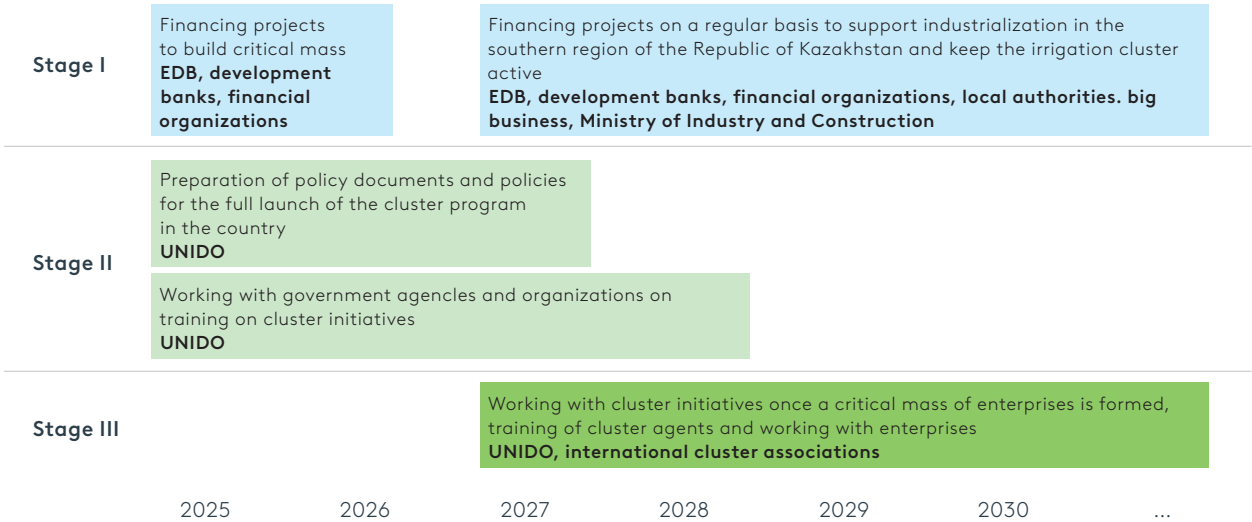 Stage I
Financing projects
to build critical mass
EDB, development
banks, financial
organizations
Financing projects on a regular basis to support industrialization in the
southern region of the Republic of Kazakhstan and keep the irrigation cluster
active
EDB, development banks, financial organizations, local authorities. big
business, Ministry of Industry and Construction
Stage II
Preparation of policy documents and policies
for the full launch of the cluster program
in the country
UNIDO
Working with government agencles and organizations on
training on cluster initiatives
UNIDO
Stage III
Working with cluster initiatives once a critical mass of enterprises is formed,
training of cluster agents and working with enterprises
UNIDO, international cluster associations
2025 2026 2027 2028 2029 2030 ...